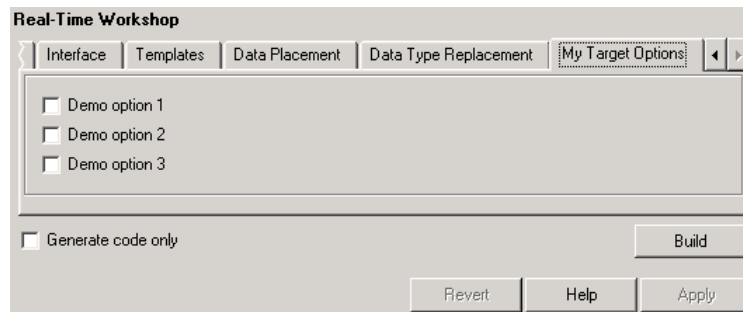 Real-Time Workshop
Interface
Templates
Data Placement
Data Type Replacement
My Target Options
Demo option 1
Demo option 2
Demo option 3
Generate code only
Build
Revert
Help
Apply